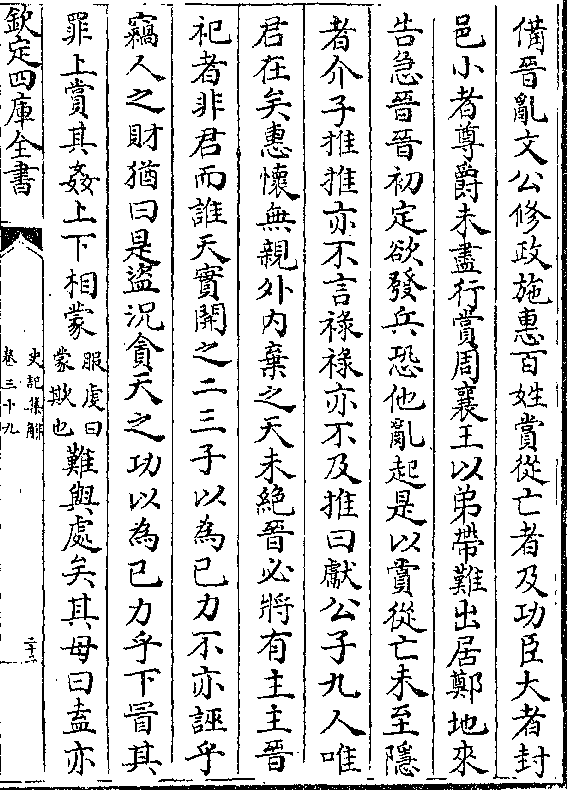 備晉亂文公修政施惠百姓賞從亡者及功臣大者封
邑小者尊爵未盡行賞周襄王以弟帶難出居鄭地來
告急晉晉初定欲發兵恐他亂起是以賞從亡未至隱
者介子推推亦不言祿祿亦不及推曰獻公子九人唯
君在矣惠懷無親外内棄之天未絶晉必將有主主晉
祀者非君而誰天實開之二三子以為己力不亦誣乎
竊人之財猶曰是盜況貪天之功以為己力乎下冒其
罪上賞其姦上下相蒙服虔曰蒙欺也難與處矣其母曰盍亦
欽定四庫全書
史記集解
卷三十九
二十三